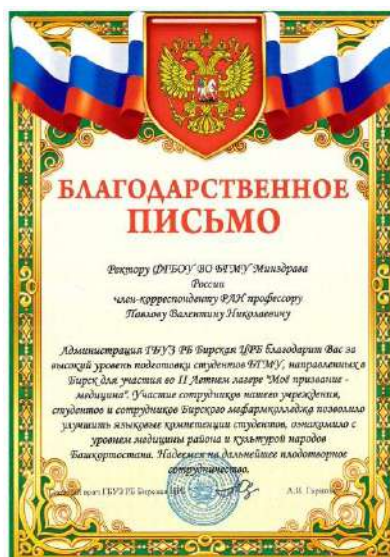 БЛАГОДАРСТВЕННОЕ
ПИСЬМО
Ректору ФГБОУ ВО БГМУ Минздрава
России
член-корреспонденту РАН профессору
Павлову Валентину Николаевичу
Администрация ГБУЗ РБ Бирская ЦРБ благодарит Вас за
высокий уровень подготовки студентов БГМУ, направленных в
Бирск для участия во II Летнем лагере "Моё призвание -
медицина". Участие сотрудников нашего учреждения,
студентов и сотрудников Бирского медфармколледжа позволило
улучшить языковые компетенции студентов, ознакомило с
уровнем медицины района и культурой народов
Башкортостана. Надеемся на дальнейшее плодотворное
сотрудничество.
врач ГБУЗ РБ Бирская ЦРБ А.И.